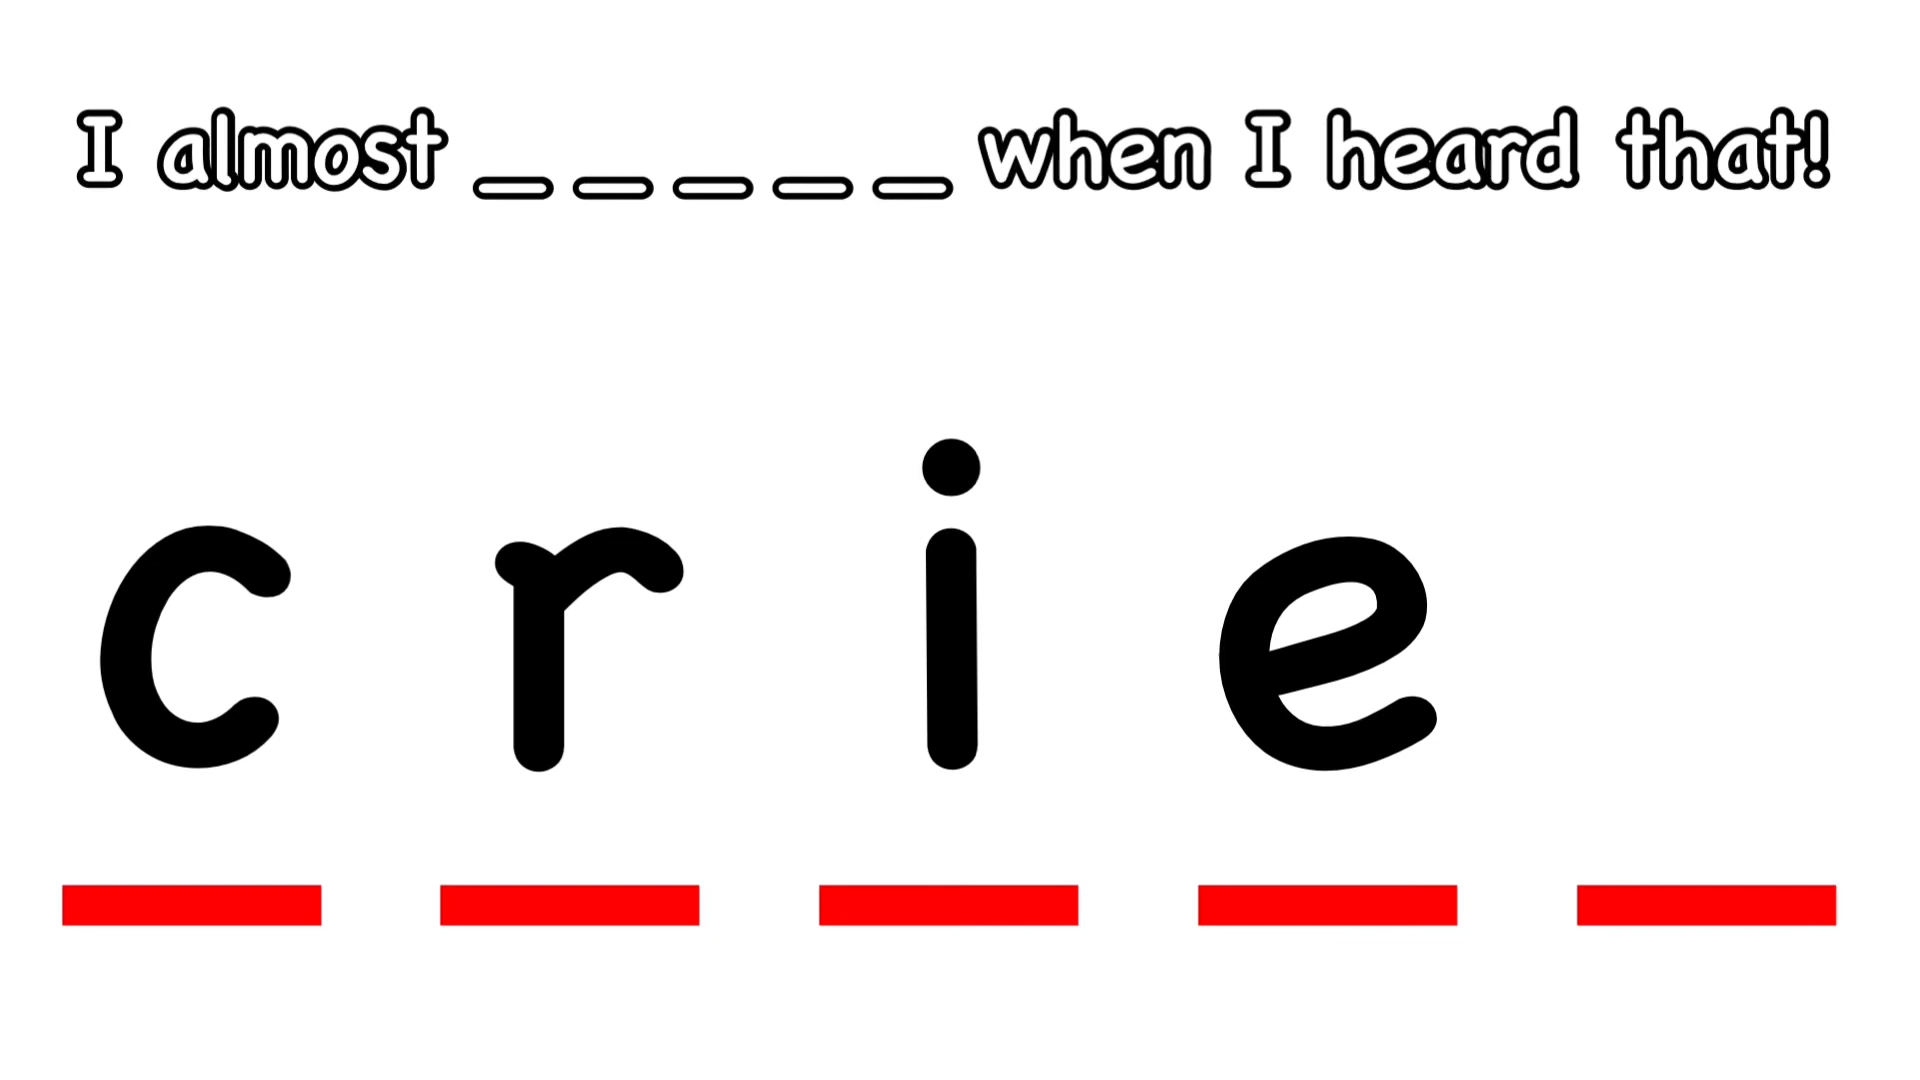 I almost _ _ _ _ _ when I heard that!
c r i e _